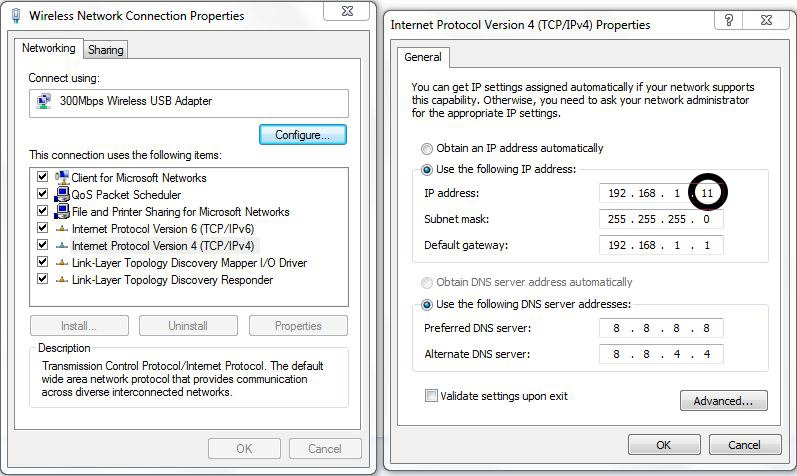 Wireless Network Connection Properties
Networking
Sharing
Connect using:
300Mbps Wireless USB Adapter
Configure...
This connection uses the following items:
Client for Microsoft Networks
QoS Packet Scheduler
File and Printer Sharing for Microsoft Networks
Internet Protocol Version 6 (TCP/IPv6)
Internet Protocol Version 4 (TCP/IPv4)
Link-Layer Topology Discovery Mapper I/O Driver
Link-Layer Topology Discovery Responder
Install...
Uninstall
Properties
Description
Transmission Control Protocol/Internet Protocol. The default
wide area network protocol that provides communication
across diverse interconnected networks.
OK
Cancel
Internet Protocol Version 4 (TCP/IPv4) Properties
General
You can get IP settings assigned automatically if your network supports
this capability. Otherwise, you need to ask your network administrator
for the appropriate IP settings.
Obtain an IP address automatically
Use the following IP address:
IP address: 192 . 168 . 1 . 11
Subnet mask: 255 . 255 . 255 . 0
Default gateway: 192 . 168 . 1 . 1
Obtain DNS server address automatically
Use the following DNS server addresses:
Preferred DNS server: 8 . 8 . 8 . 8
Alternate DNS server: 8 . 8 . 4 . 4
Validate settings upon exit
Advanced...
OK
Cancel